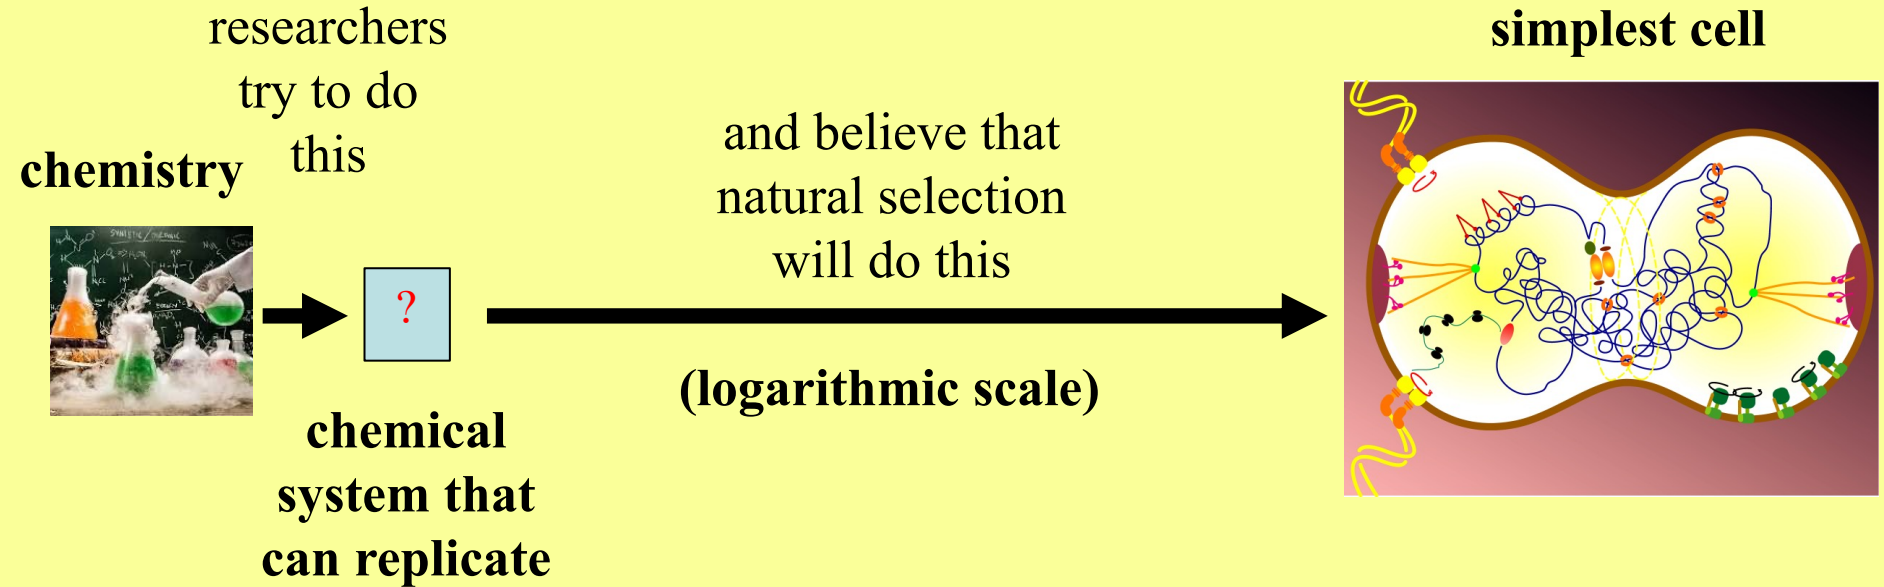 researchers
try to do
this
chemistry
?
chemical
system that
can replicate
and believe that
natural selection
will do this
(logarithmic scale)
simplest cell